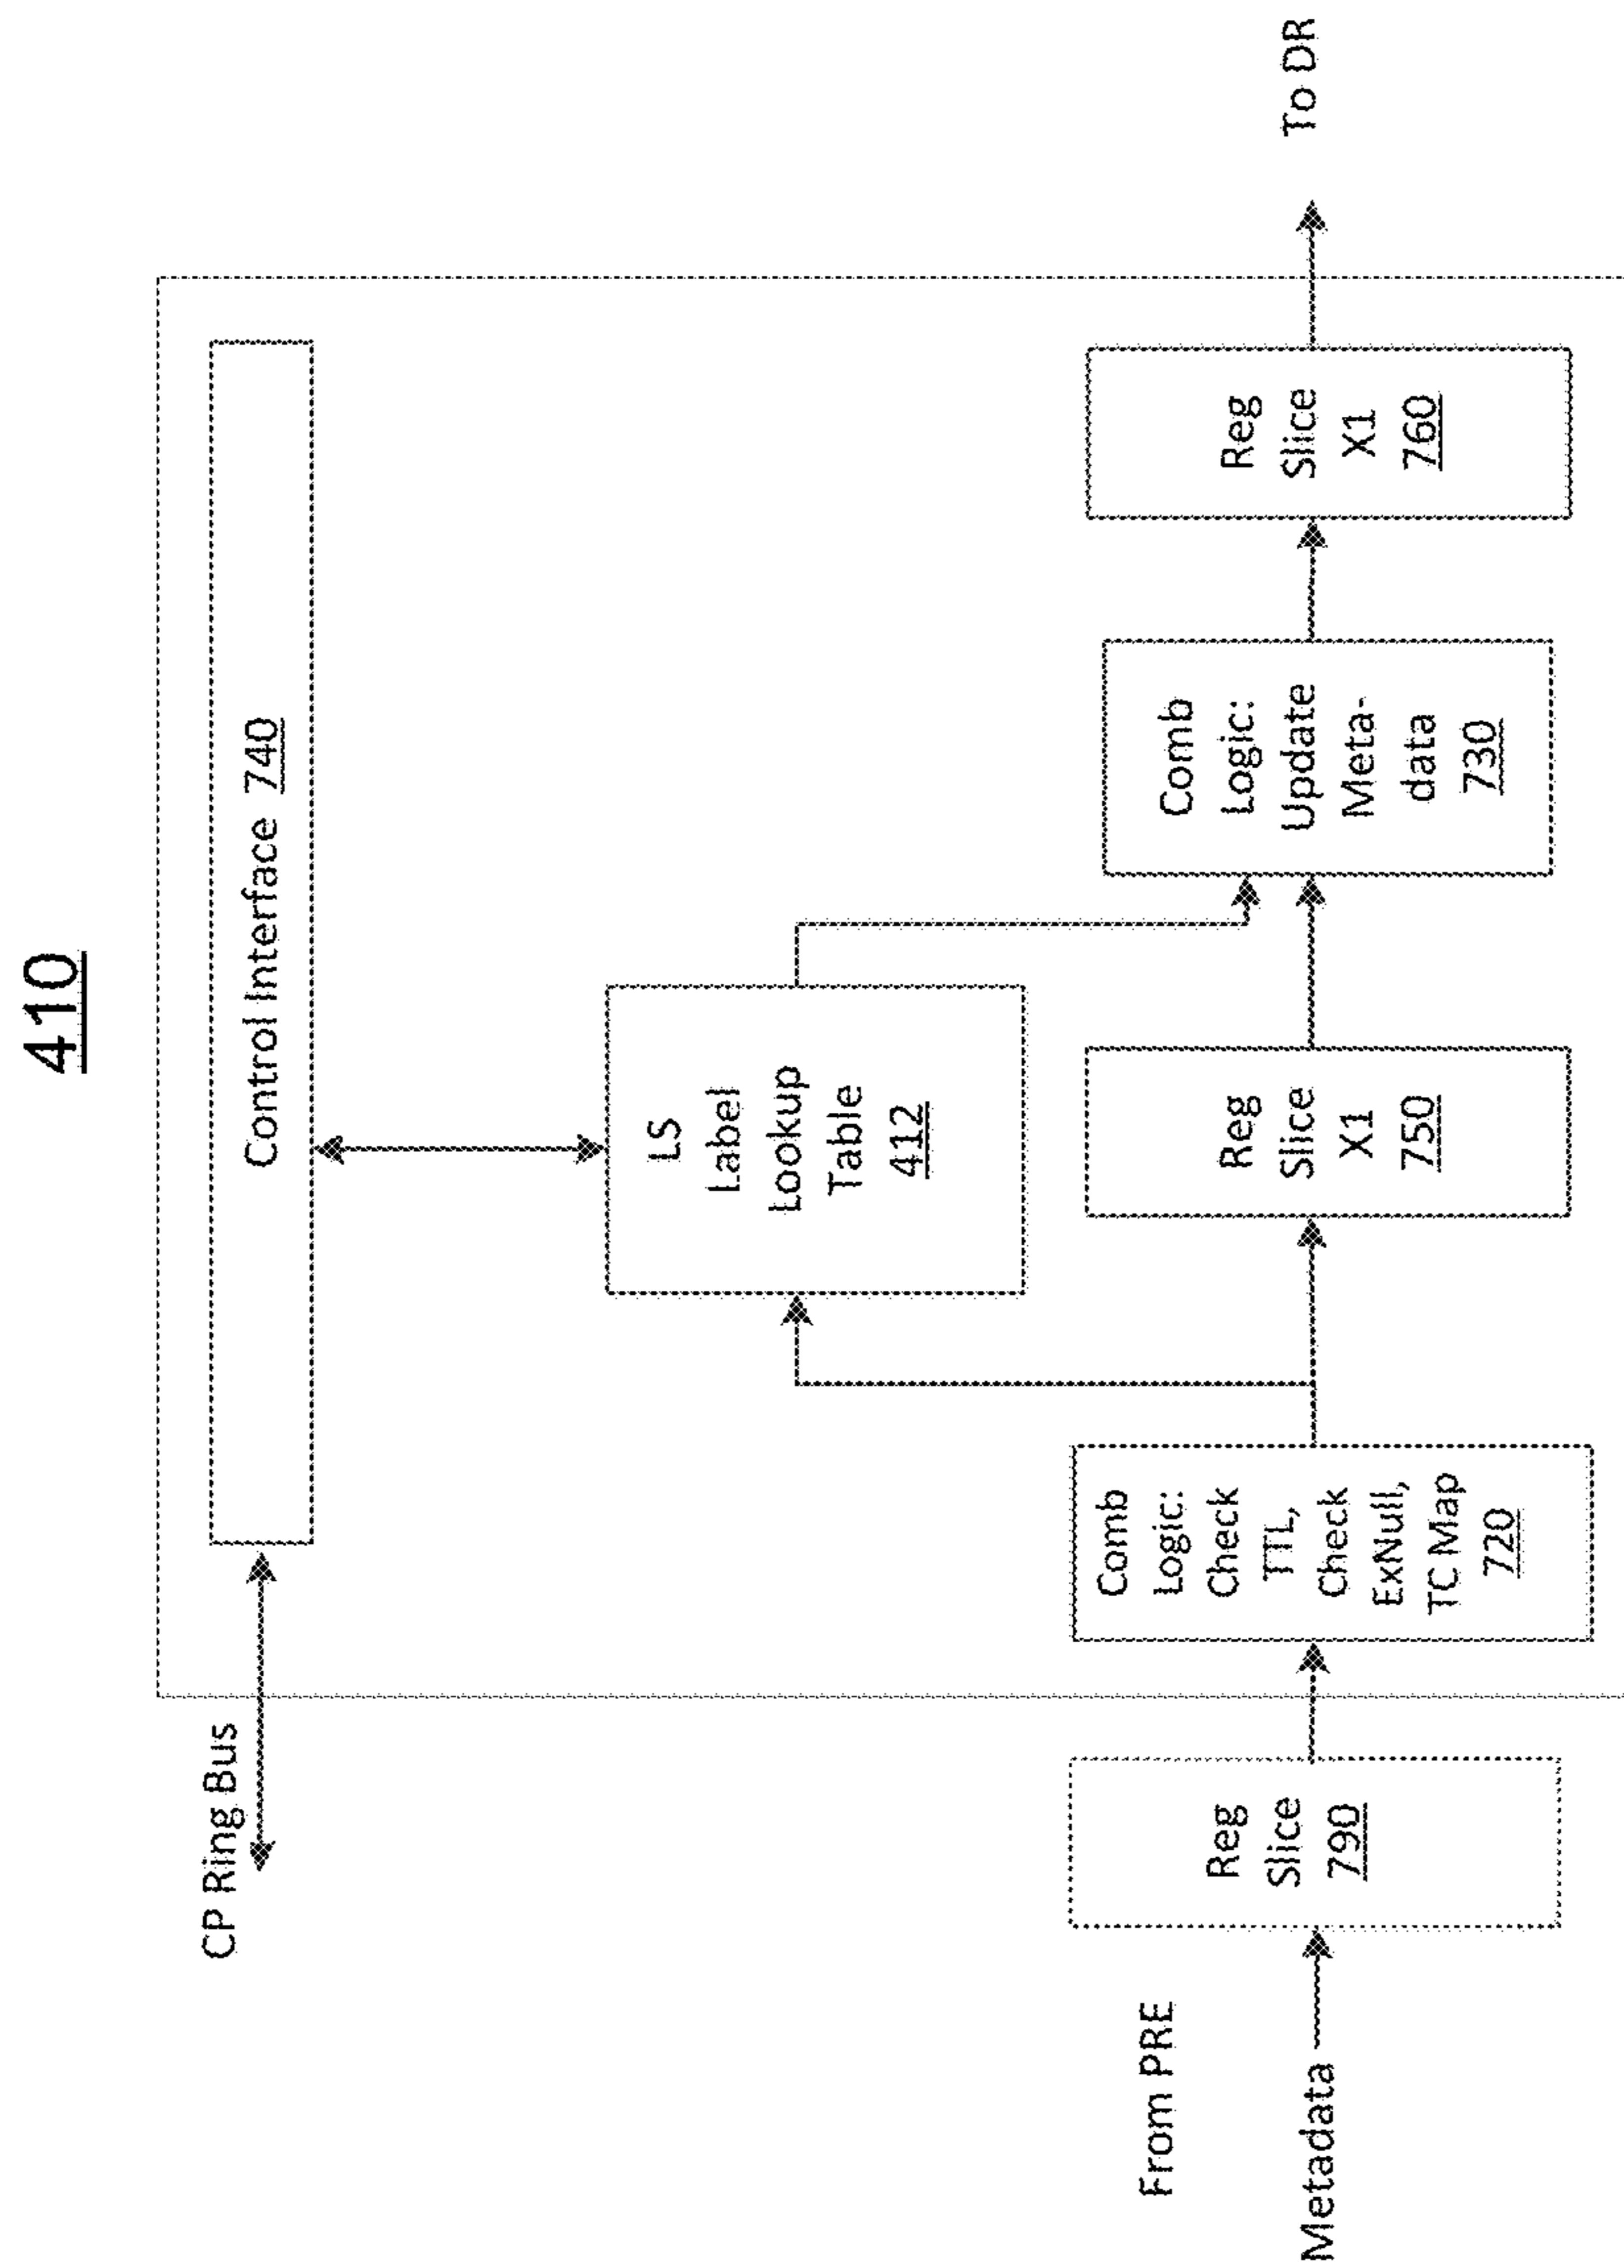 410
CP Ring Bus
Control Interface 740
LS
Label
Lookup
Table
412
From PRE
Metadata
Reg
Slice
790
Comb
Logic:
Check
TTL,
Check
ExNull,
TC Map
720
Reg
Slice
X1
750
Comb
Logic:
Update
Meta-
data
730
Reg
Slice
X1
760
To DR